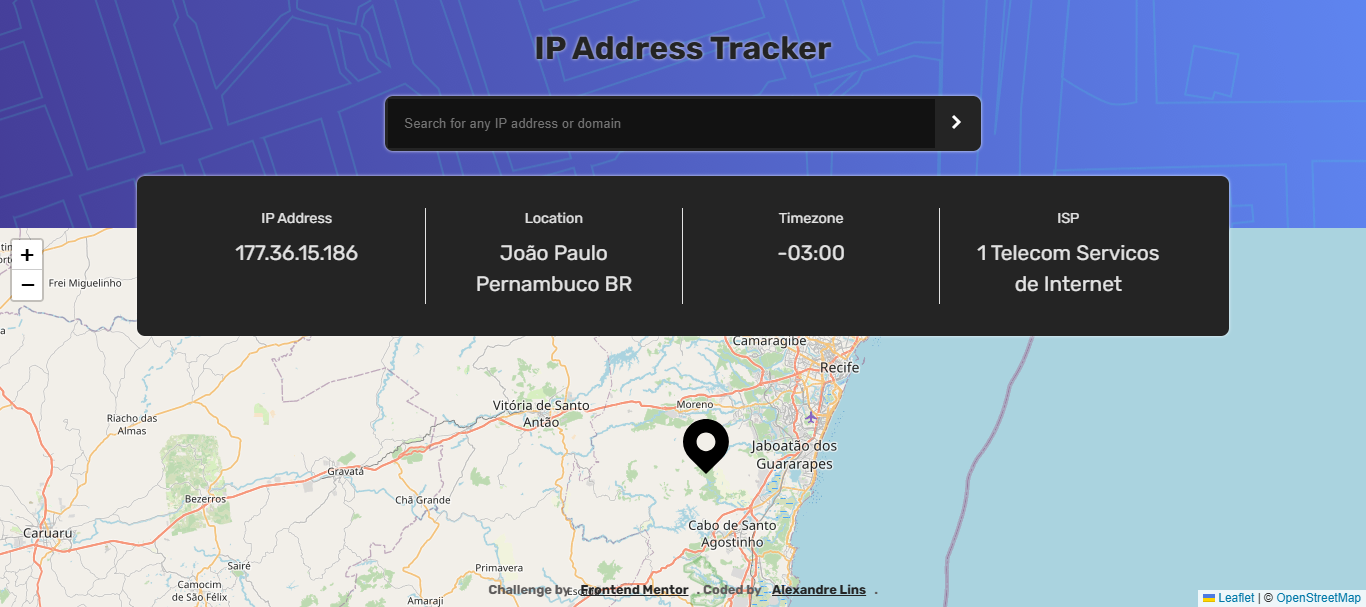 IP Address Tracker
Search for any IP address or domain
IP Address
177.36.15.186
Location
João Paulo
Pernambuco BR
Timezone
-03:00
ISP
1 Telecom Servicos
de Internet
+
−
Frei Miguelinho
Camaragibe
Recife
Vitória de Santo
Antão
Moreno
Riacho das
Almas
Jaboatão dos
Guararapes
Gravatá
Bezerros
Chã Grande
Caruaru
Cabo de Santo
Agostinho
Sairé
Primavera
Camocim
de São Félix
Amaraji
Challenge by Frontend Mentor . Coded by Alexandre Lins .
Leaflet | © OpenStreetMap